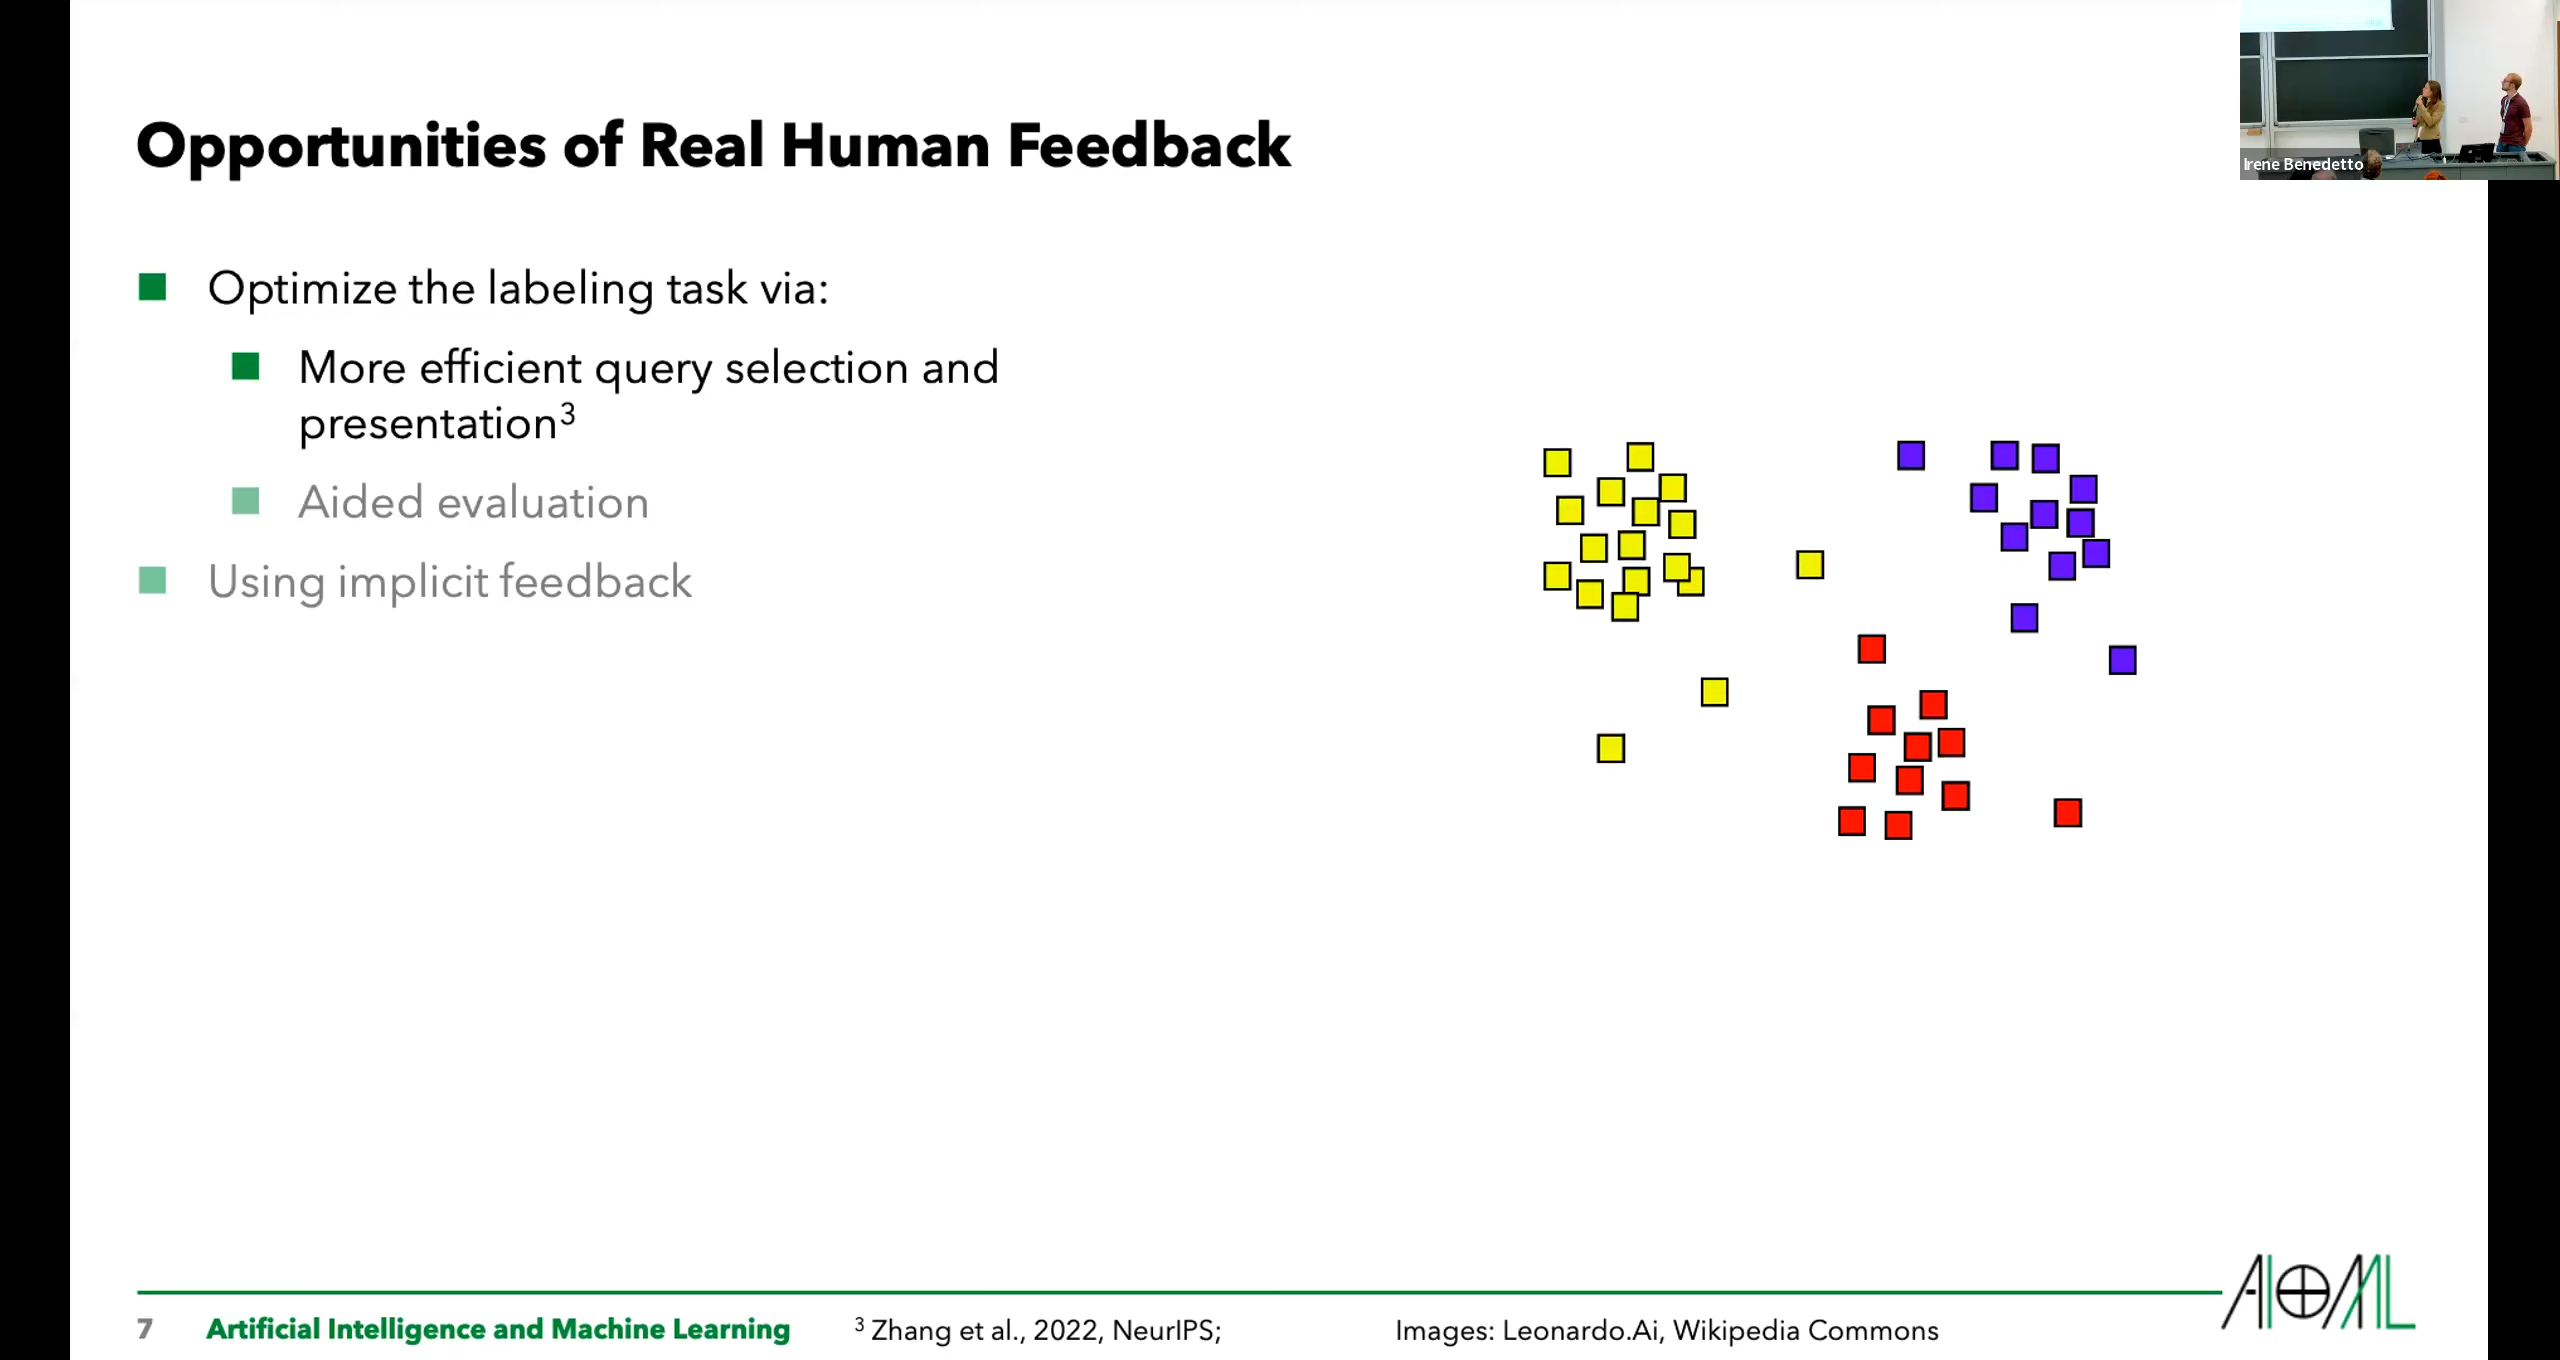 Opportunities of Real Human Feedback
Irene Benedetto
Optimize the labeling task via:
More efficient query selection and
presentation³
Aided evaluation
Using implicit feedback
7 Artificial Intelligence and Machine Learning ³ Zhang et al., 2022, NeurIPS; Images: Leonardo.Ai, Wikipedia Commons
AIML